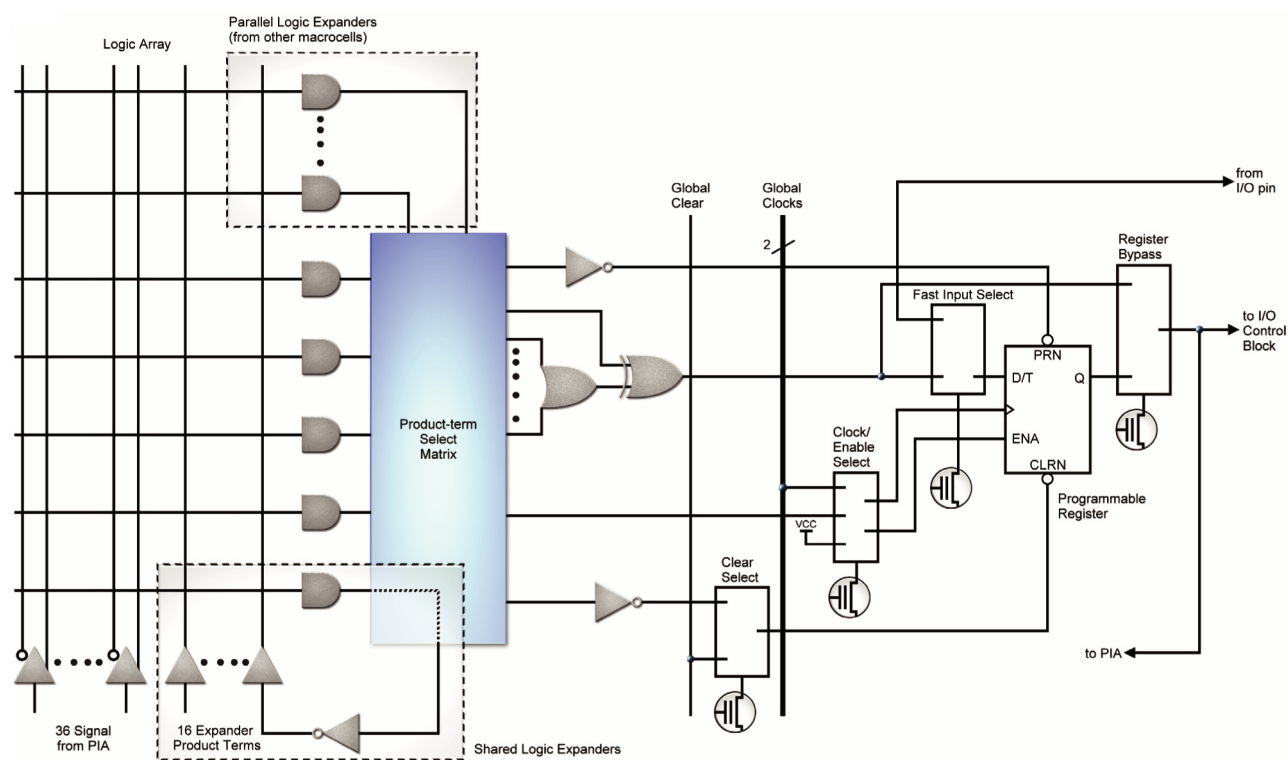 Parallel Logic Expanders
(from other macrocells)
Logic Array
Global
Clear
Global
Clocks
2
from
I/O pin
Register
Bypass
Fast Input Select
to I/O
Control
Block
PRN
D/T
Q
ENA
CLRN
Product-term
Select
Matrix
Clock/
Enable
Select
VCC
Programmable
Register
Clear
Select
to PIA
36 Signal
from PIA
16 Expander
Product Terms
Shared Logic Expanders